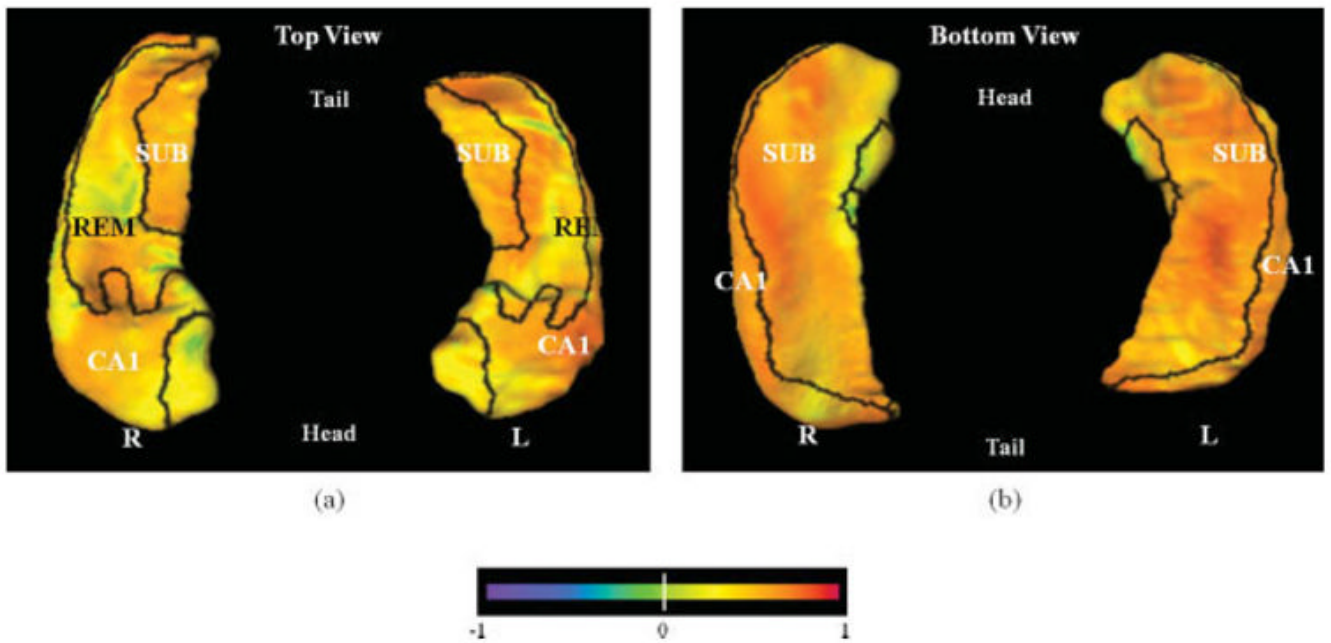 Top View
Tail
SUB
SUB
REM
REM
CA1
CA1
R
Head
L
(a)
Bottom View
Head
SUB
SUB
CA1
CA1
R
L
Tail
(b)
-1
0
1